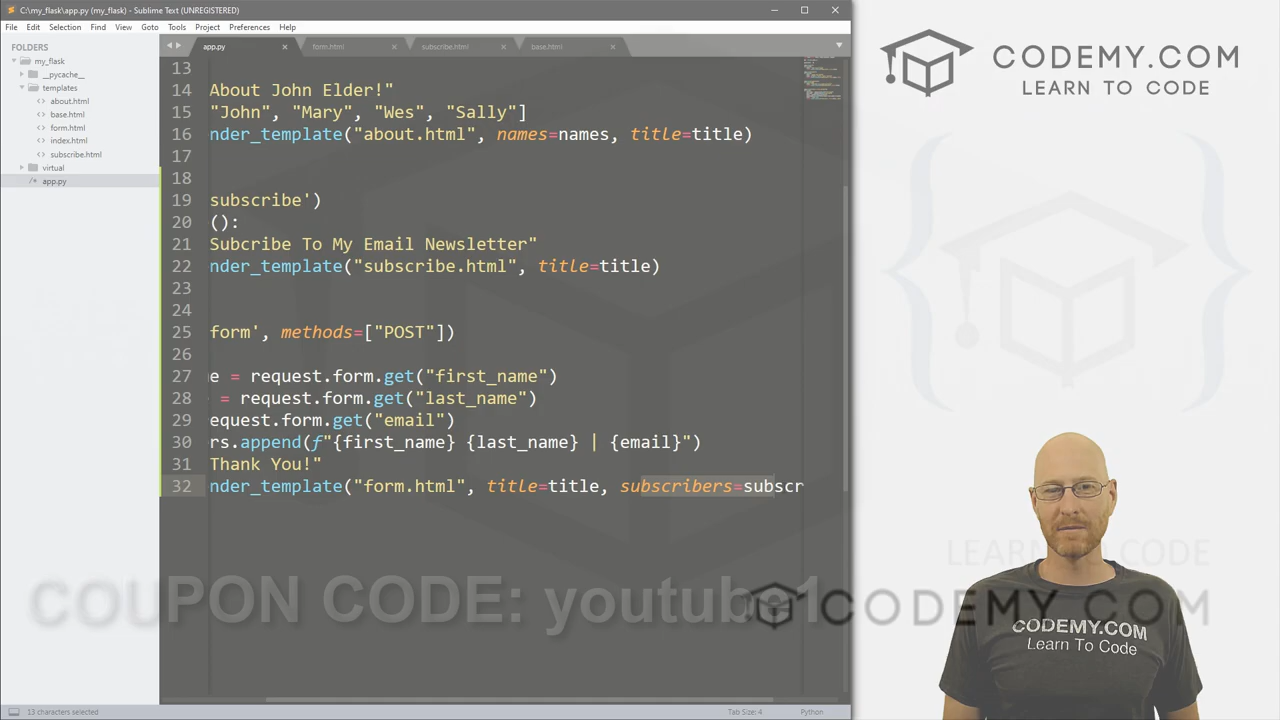 C:\my_flask\app.py (my_flask) - Sublime Text (UNREGISTERED)
File Edit Selection Find View Goto Tools Project Preferences Help
FOLDERS
my_flask
__pycache__
templates
about.html
base.html
form.html
index.html
subscribe.html
virtual
app.py
app.py form.html subscribe.html base.html
13
14 About John Elder!"
15 "John", "Mary", "Wes", "Sally"]
16 nder_template("about.html", names=names, title=title)
17
18
19 subscribe')
20 ():
21 Subcribe To My Email Newsletter"
22 nder_template("subscribe.html", title=title)
23
24
25 form', methods=["POST"])
26
27 e = request.form.get("first_name")
28 = request.form.get("last_name")
29 equest.form.get("email")
30 rs.append(f"{first_name} {last_name} | {email}")
31 Thank You!"
32 nder_template("form.html", title=title, subscribers=subscr
13 characters selected
Tab Size: 4
Python
CODEMY.COM
LEARN TO CODE
LEARN TO CODE
COUPON CODE: youtube1
CODEMY.COM
CODEMY.COM
Learn To Code